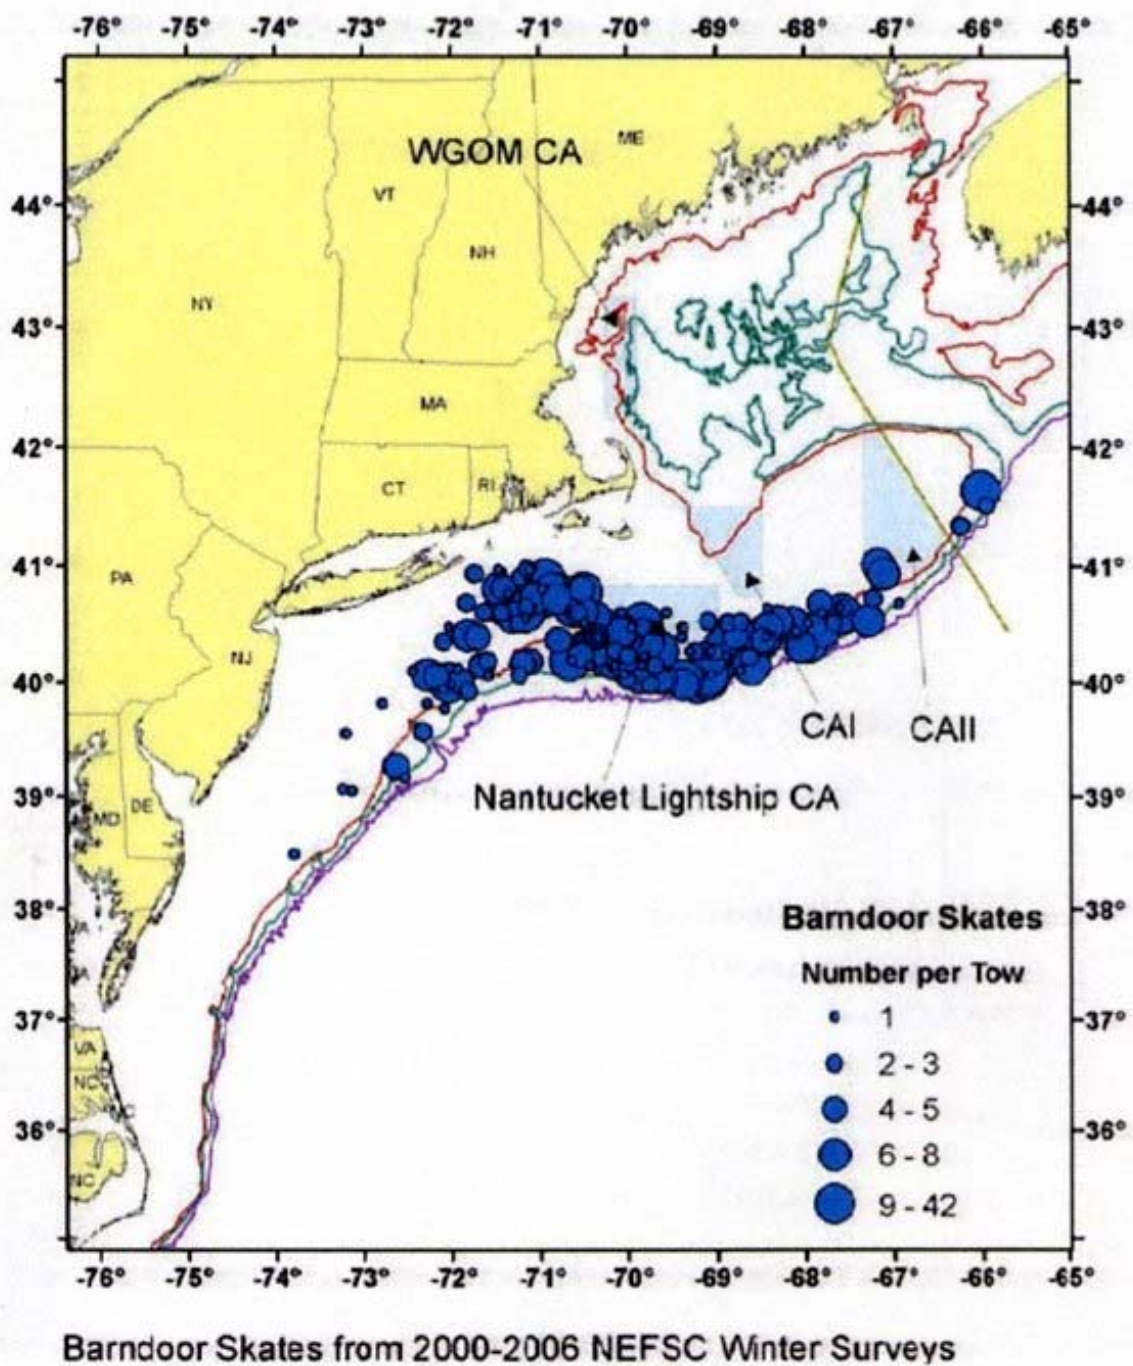 -76° -75° -74° -73° -72° -71° -70° -69° -68° -67° -66° -65°
WGOM CA
ME
VT
44° 44°
NH
NY
43° 43°
MA
42° 42°
CT
RI
41° 41°
PA
NJ
40° 40°
CAI
CAII
Nantucket Lightship CA
39° 39°
DE
MD
38° 38°
Barndoor Skates
Number per Tow
37° 37°
1
VA
2 - 3
NC
4 - 5
36° 36°
6 - 8
NC
9 - 42
-76° -75° -74° -73° -72° -71° -70° -69° -68° -67° -66° -65°
Barndoor Skates from 2000-2006 NEFSC Winter Surveys